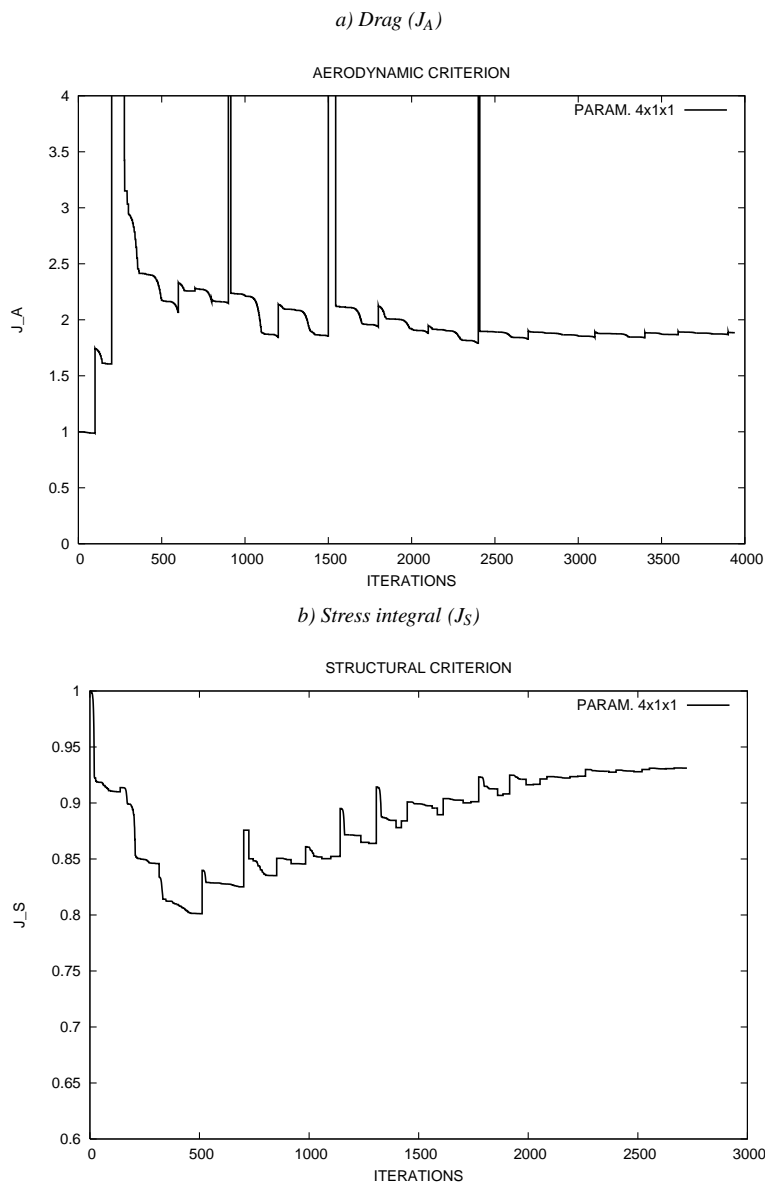 a) Drag (J_A)
AERODYNAMIC CRITERION
PARAM. 4x1x1
4
3.5
3
2.5
2
1.5
1
0.5
0
J_A
0 500 1000 1500 2000 2500 3000 3500 4000
ITERATIONS
b) Stress integral (J_S)
STRUCTURAL CRITERION
PARAM. 4x1x1
1
0.95
0.9
0.85
0.8
0.75
0.7
0.65
0.6
J_S
0 500 1000 1500 2000 2500 3000
ITERATIONS